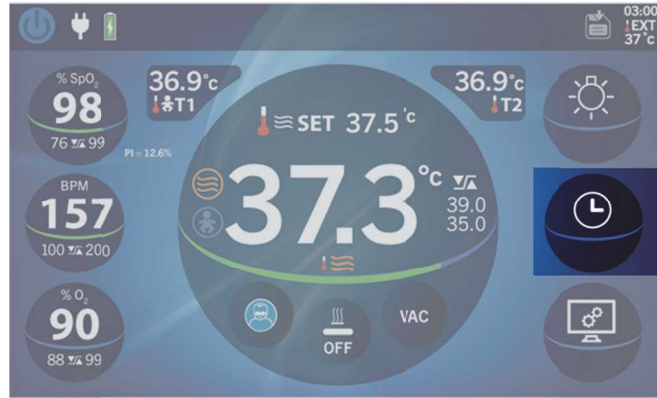 03:00
EXT
37 °c
% SpO₂
98
76 99
PI = 12.6%
36.9°c
T1
36.9°c
T2
SET 37.5 °c
37.3 °c
39.0
35.0
BPM
157
100 200
% O₂
90
88 99
OFF
VAC